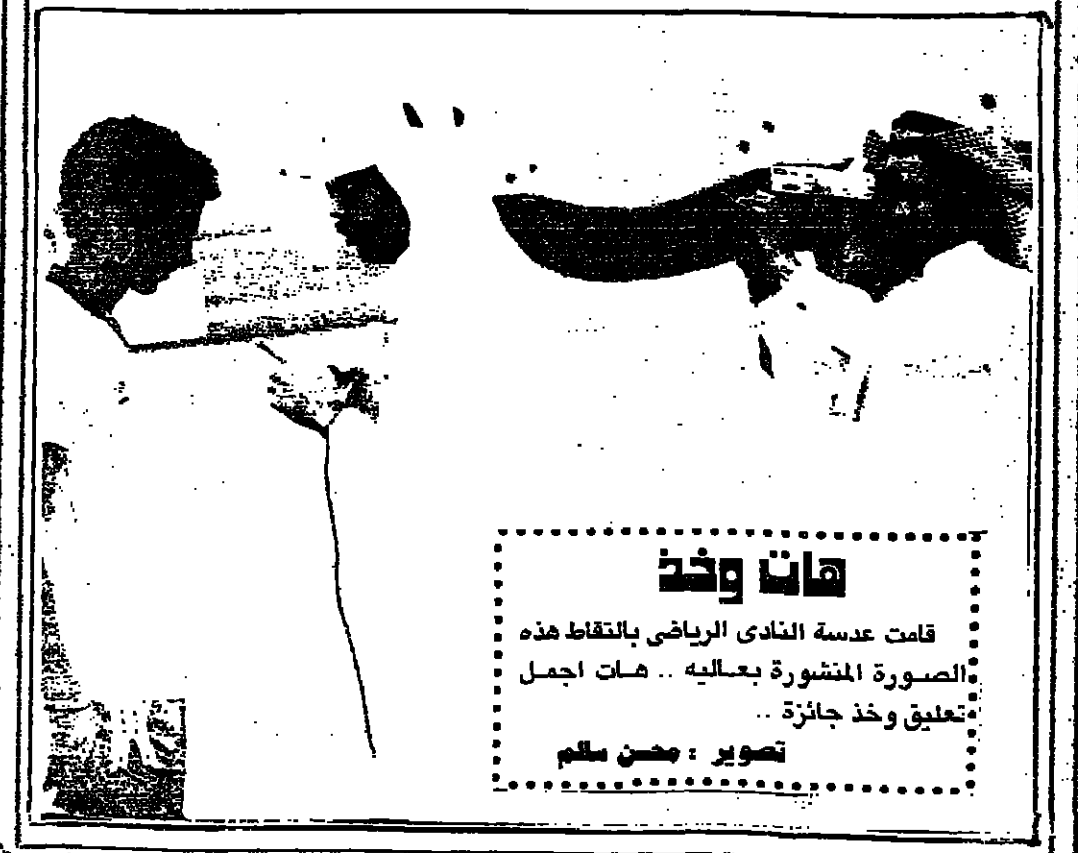 هات وخذ
قامت عدسة النادى الرياضى بالتقاط هذه
الصورة المنشورة بعاليه .. هات اجمل
تعليق وخذ جائزة ..
تصوير : محسن سالم